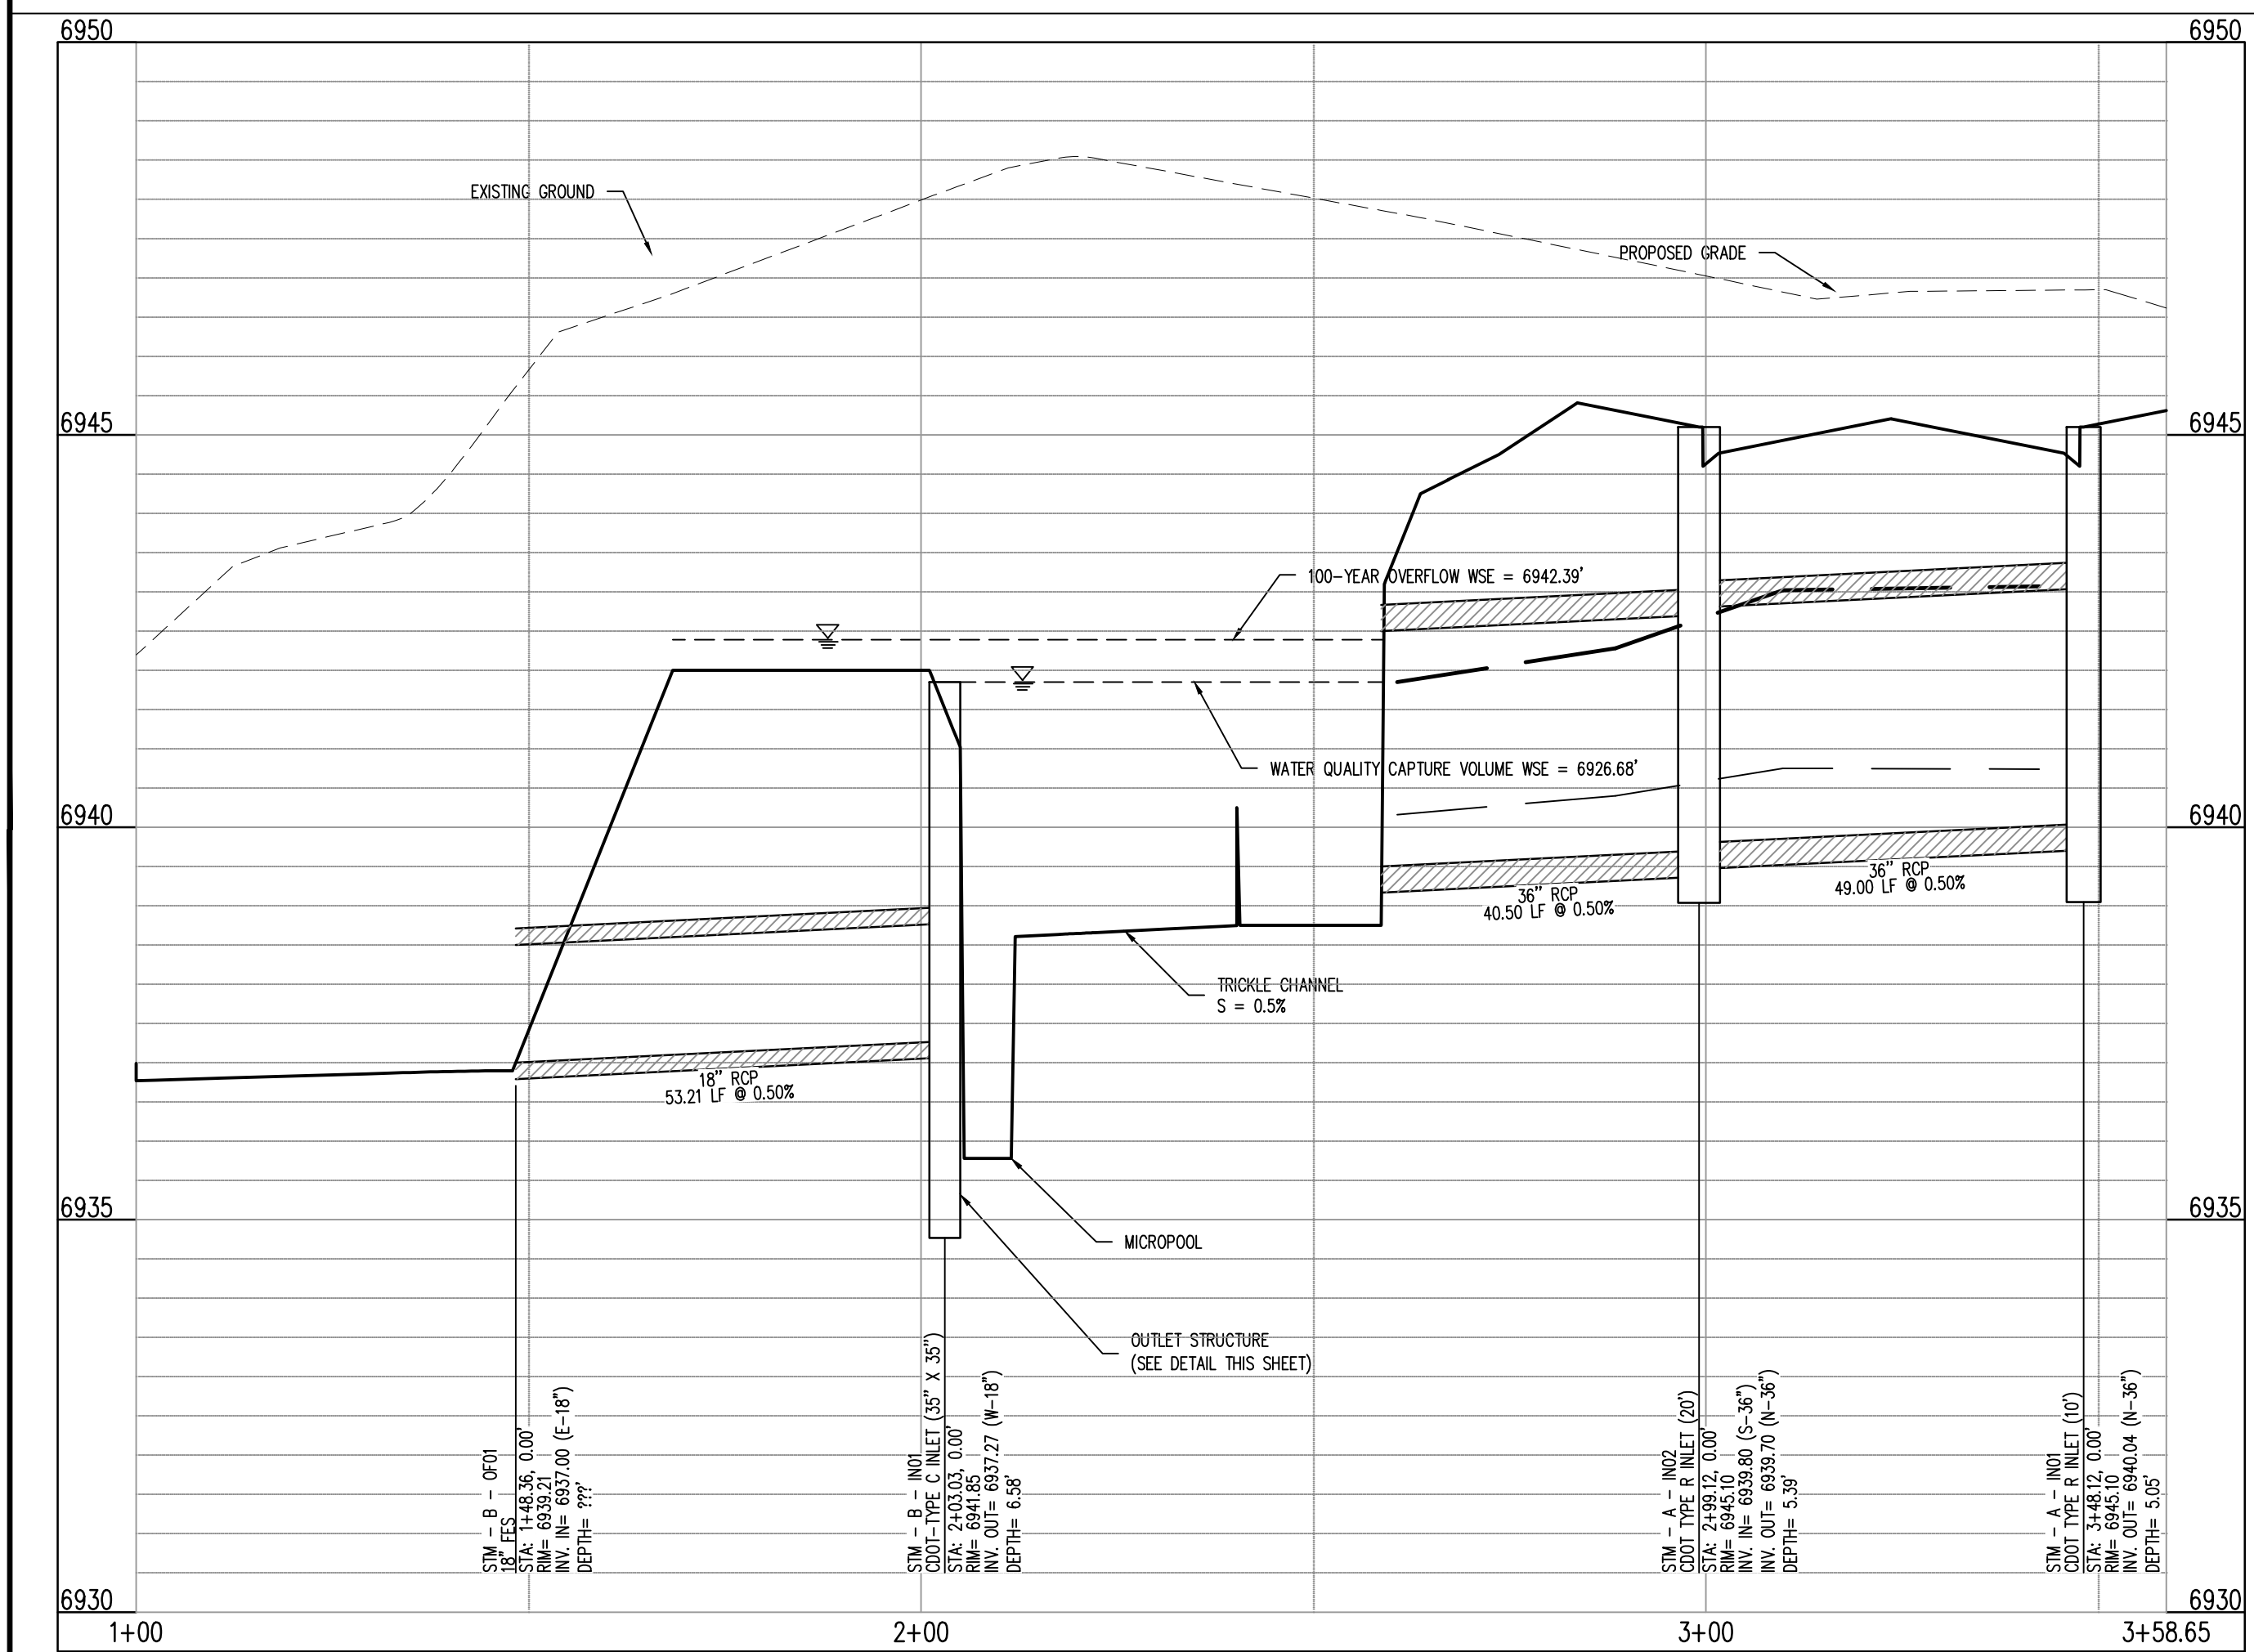 6950
6950
EXISTING GROUND
PROPOSED GRADE
6945
6945
100-YEAR OVERFLOW WSE = 6942.39'
WATER QUALITY CAPTURE VOLUME WSE = 6926.68'
6940
6940
36" RCP
49.00 LF @ 0.50%
36" RCP
40.50 LF @ 0.50%
TRICKLE CHANNEL
S = 0.5%
18" RCP
53.21 LF @ 0.50%
6935
6935
MICROPOOL
OUTLET STRUCTURE
(SEE DETAIL THIS SHEET)
STM - B - OF01
18" FES
STA: 1+48.36, 0.00'
RIM= 6939.21
INV. IN= 6937.00 (E-18")
DEPTH= ???'
STM - B - IN01
CDOT-TYPE C INLET (35" X 35")
STA: 2+03.03, 0.00'
RIM= 6941.85
INV. OUT= 6937.27 (W-18")
DEPTH= 6.58'
STM - A - IN02
CDOT TYPE R INLET (20')
STA: 2+99.12, 0.00'
RIM= 6945.10
INV. IN= 6939.80 (S-36")
INV. OUT= 6939.70 (N-36")
DEPTH= 5.39'
STM - A - IN01
CDOT TYPE R INLET (10')
STA: 3+48.12, 0.00'
RIM= 6945.10
INV. OUT= 6940.04 (N-36")
DEPTH= 5.05'
6930
6930
1+00
2+00
3+00
3+58.65